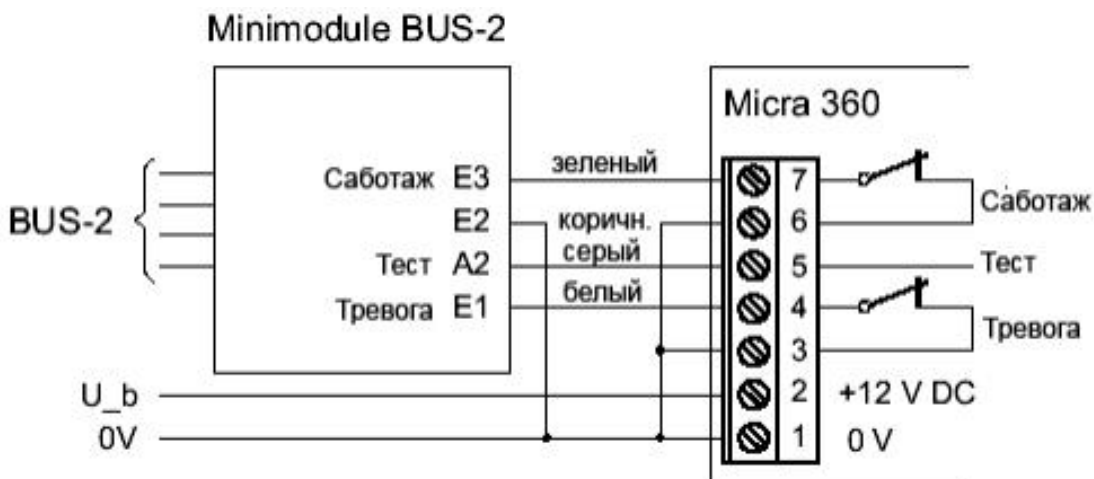 Minimodule BUS-2
Micra 360
BUS-2
Саботаж E3
зеленый
7
Саботаж
E2
коричн.
6
Тест A2
серый
5
Тест
Тревога E1
белый
4
Тревога
3
U_b
2
+12 V DC
0V
1
0 V